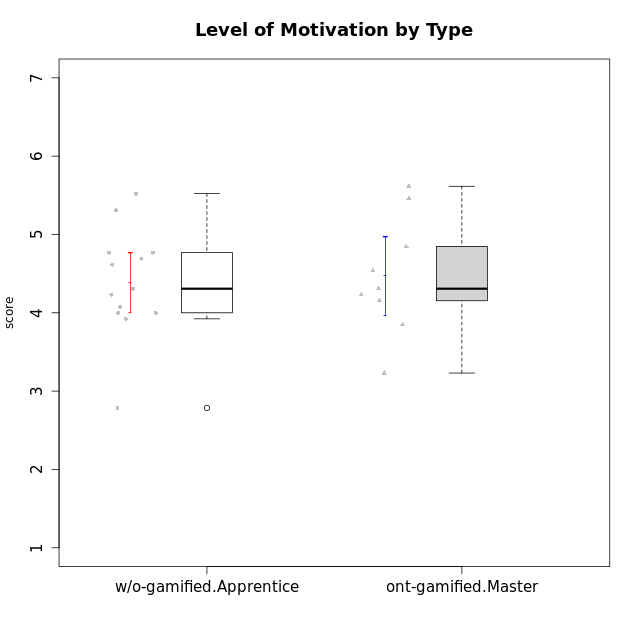 Level of Motivation by Type
7
6
5
4
3
2
1
score
w/o-gamified.Apprentice
ont-gamified.Master